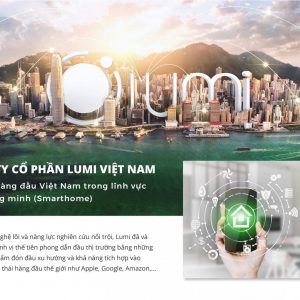 lumi
TY CỔ PHẦN LUMI VIỆT NAM
àng đầu Việt Nam trong lĩnh vực
g minh (Smarthome)
ghệ lõi và năng lực nghiên cứu nổi trội, Lumi đã và
nh vị thế tiên phong dẫn đầu thị trường bằng những
ẩm đón đầu xu hướng và khả năng tích hợp vào
thái hàng đầu thế giới như Apple, Google, Amazon,...